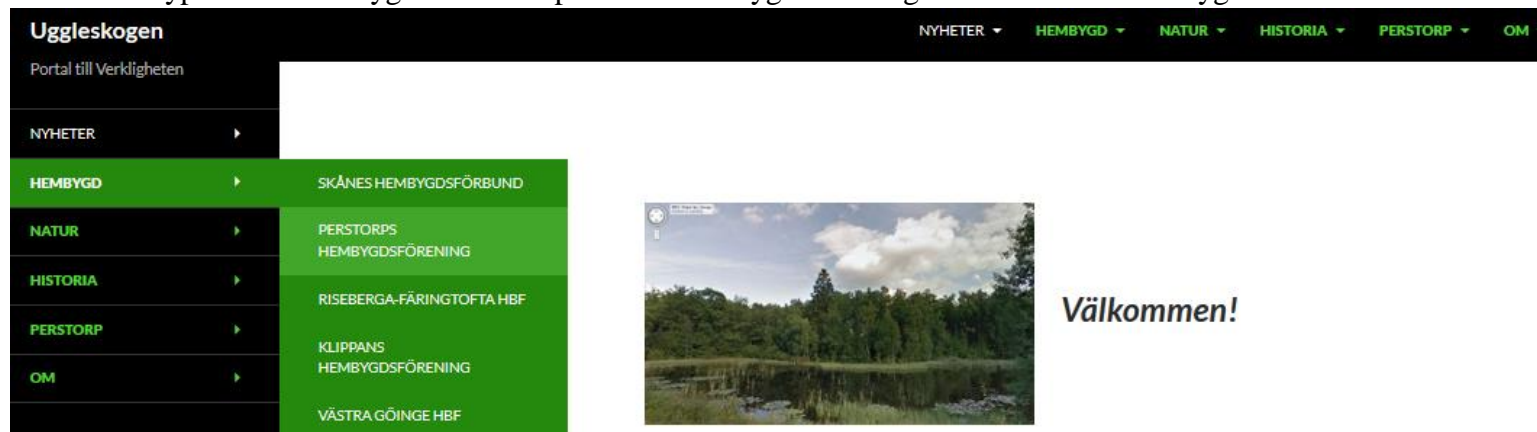 Uggleskogen
NYHETER HEMBYGD NATUR HISTORIA PERSTORP OM
Portal till Verkligheten
NYHETER
HEMBYGD
NATUR
HISTORIA
PERSTORP
OM
SKÅNES HEMBYGDSFÖRBUND
PERSTORPS
HEMBYGDSFÖRENING
RISEBERGA-FÄRINGTOFTA HBF
KLIPPANS
HEMBYGDSFÖRENING
VÄSTRA GÖINGE HBF
Välkommen!